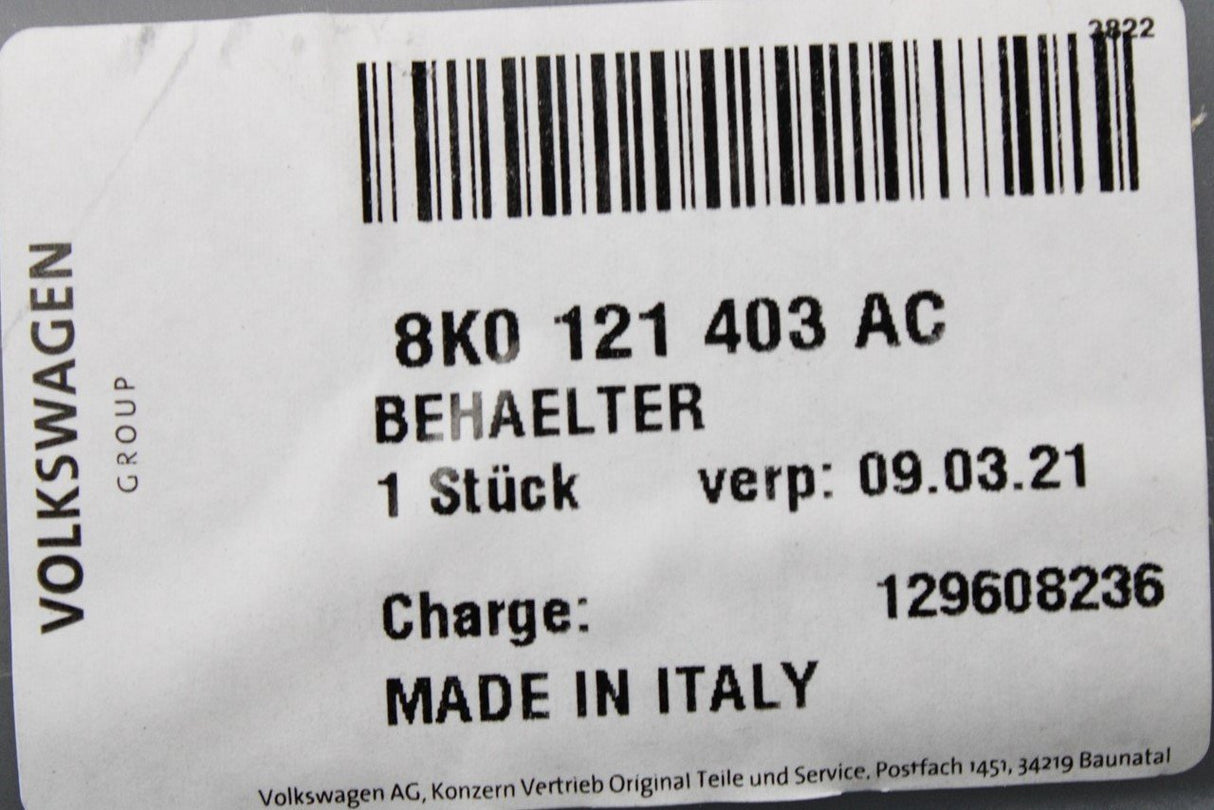 3822
VOLKSWAGEN
GROUP
8K0 121 403 AC
BEHAELTER
1 Stück verp: 09.03.21
Charge: 129608236
MADE IN ITALY
Volkswagen AG, Konzern Vertrieb Original Teile und Service, Postfach 1451, 34219 Baunatal